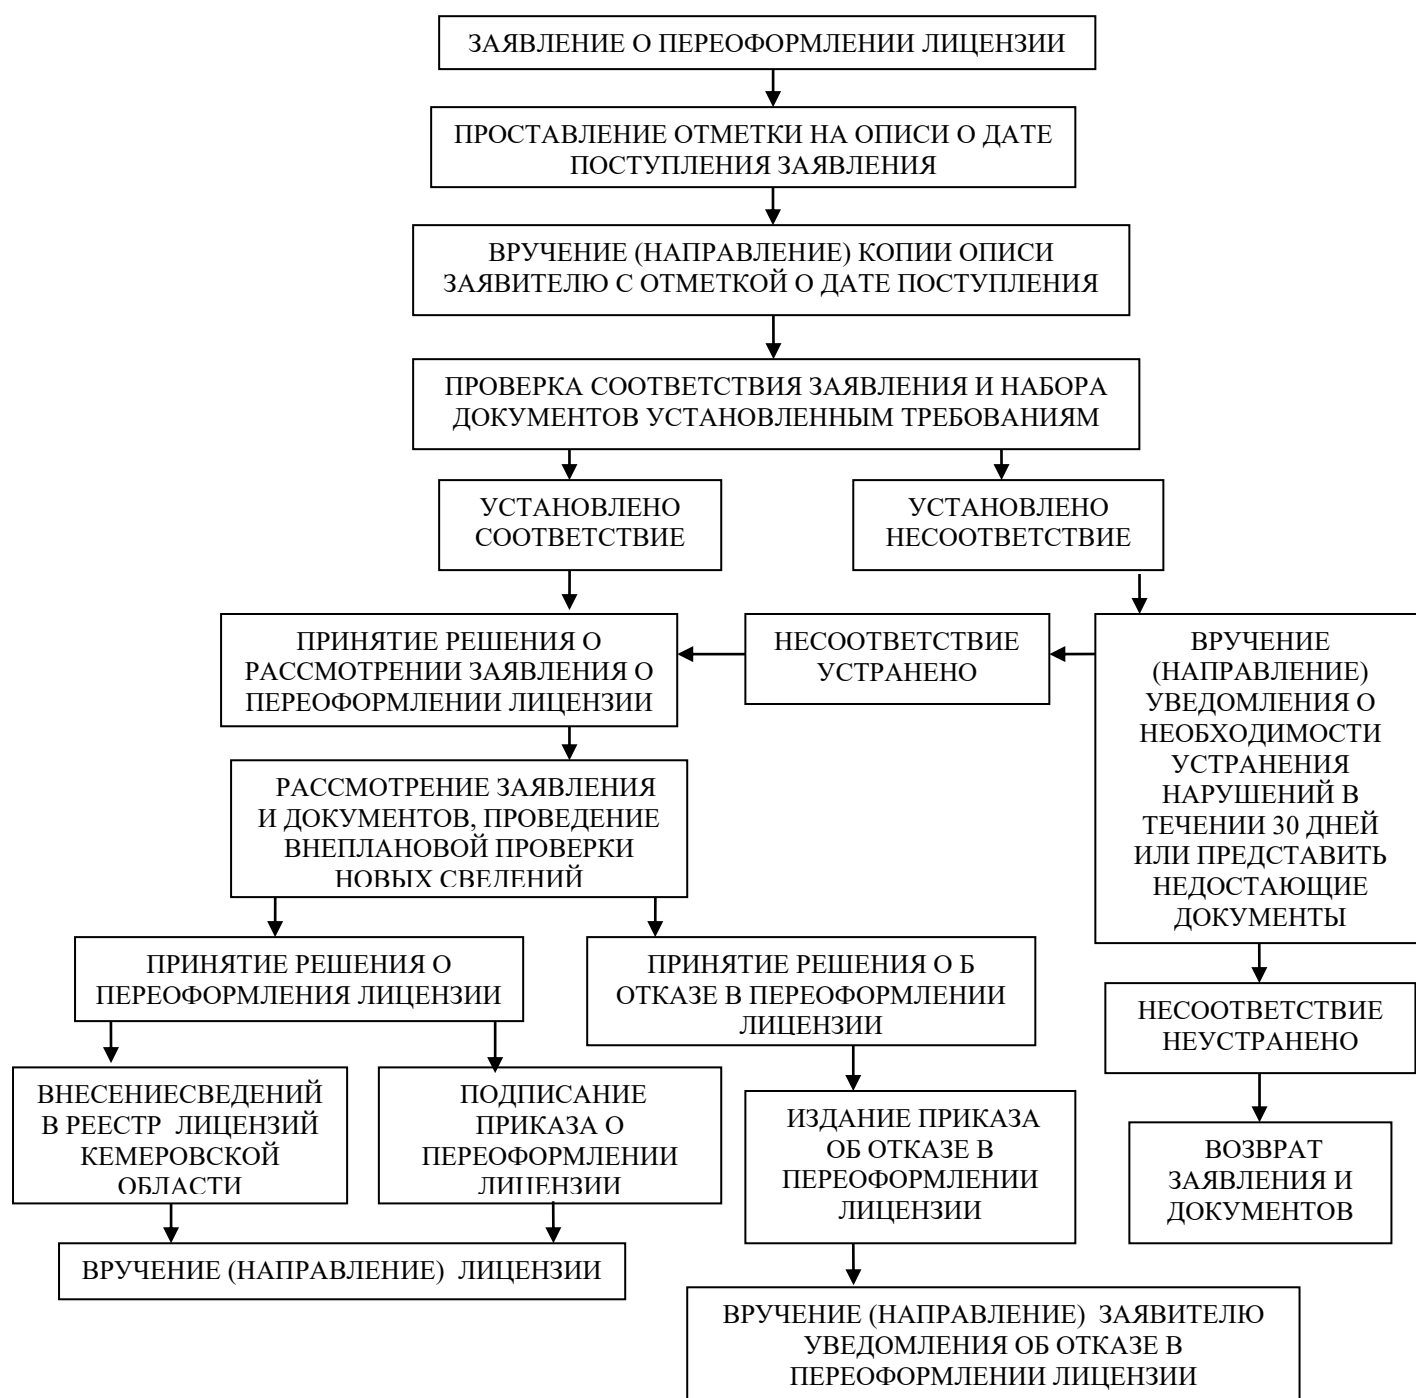 ЗАЯВЛЕНИЕ О ПЕРЕОФОРМЛЕНИИ ЛИЦЕНЗИИ
ПРОСТАВЛЕНИЕ ОТМЕТКИ НА ОПИСИ О ДАТЕ
ПОСТУПЛЕНИЯ ЗАЯВЛЕНИЯ
ВРУЧЕНИЕ (НАПРАВЛЕНИЕ) КОПИИ ОПИСИ
ЗАЯВИТЕЛЮ С ОТМЕТКОЙ О ДАТЕ ПОСТУПЛЕНИЯ
ПРОВЕРКА СООТВЕТСТВИЯ ЗАЯВЛЕНИЯ И НАБОРА
ДОКУМЕНТОВ УСТАНОВЛЕННЫМ ТРЕБОВАНИЯМ
УСТАНОВЛЕНО
СООТВЕТСТВИЕ
УСТАНОВЛЕНО
НЕСООТВЕТСТВИЕ
ПРИНЯТИЕ РЕШЕНИЯ О
РАССМОТРЕНИИ ЗАЯВЛЕНИЯ О
ПЕРЕОФОРМЛЕНИИ ЛИЦЕНЗИИ
НЕСООТВЕТСТВИЕ
УСТРАНЕНО
ВРУЧЕНИЕ
(НАПРАВЛЕНИЕ)
УВЕДОМЛЕНИЯ О
НЕОБХОДИМОСТИ
УСТРАНЕНИЯ
НАРУШЕНИЙ В
ТЕЧЕНИИ 30 ДНЕЙ
ИЛИ ПРЕДСТАВИТЬ
НЕДОСТАЮЩИЕ
ДОКУМЕНТЫ
РАССМОТРЕНИЕ ЗАЯВЛЕНИЯ
И ДОКУМЕНТОВ, ПРОВЕДЕНИЕ
ВНЕПЛАНОВОЙ ПРОВЕРКИ
НОВЫХ СВЕДЕНИЙ
ПРИНЯТИЕ РЕШЕНИЯ О
ПЕРЕОФОРМЛЕНИЯ ЛИЦЕНЗИИ
ПРИНЯТИЕ РЕШЕНИЯ О Б
ОТКАЗЕ В ПЕРЕОФОРМЛЕНИИ
ЛИЦЕНЗИИ
НЕСООТВЕТСТВИЕ
НЕУСТРАНЕНО
ВНЕСЕНИЕСВЕДЕНИЙ
В РЕЕСТР ЛИЦЕНЗИЙ
КЕМЕРОВСКОЙ
ОБЛАСТИ
ПОДПИСАНИЕ
ПРИКАЗА О
ПЕРЕОФОРМЛЕНИИ
ЛИЦЕНЗИИ
ИЗДАНИЕ ПРИКАЗА
ОБ ОТКАЗЕ В
ПЕРЕОФОРМЛЕНИИ
ЛИЦЕНЗИИ
ВОЗВРАТ
ЗАЯВЛЕНИЯ И
ДОКУМЕНТОВ
ВРУЧЕНИЕ (НАПРАВЛЕНИЕ) ЛИЦЕНЗИИ
ВРУЧЕНИЕ (НАПРАВЛЕНИЕ) ЗАЯВИТЕЛЮ
УВЕДОМЛЕНИЯ ОБ ОТКАЗЕ В
ПЕРЕОФОРМЛЕНИИ ЛИЦЕНЗИИ